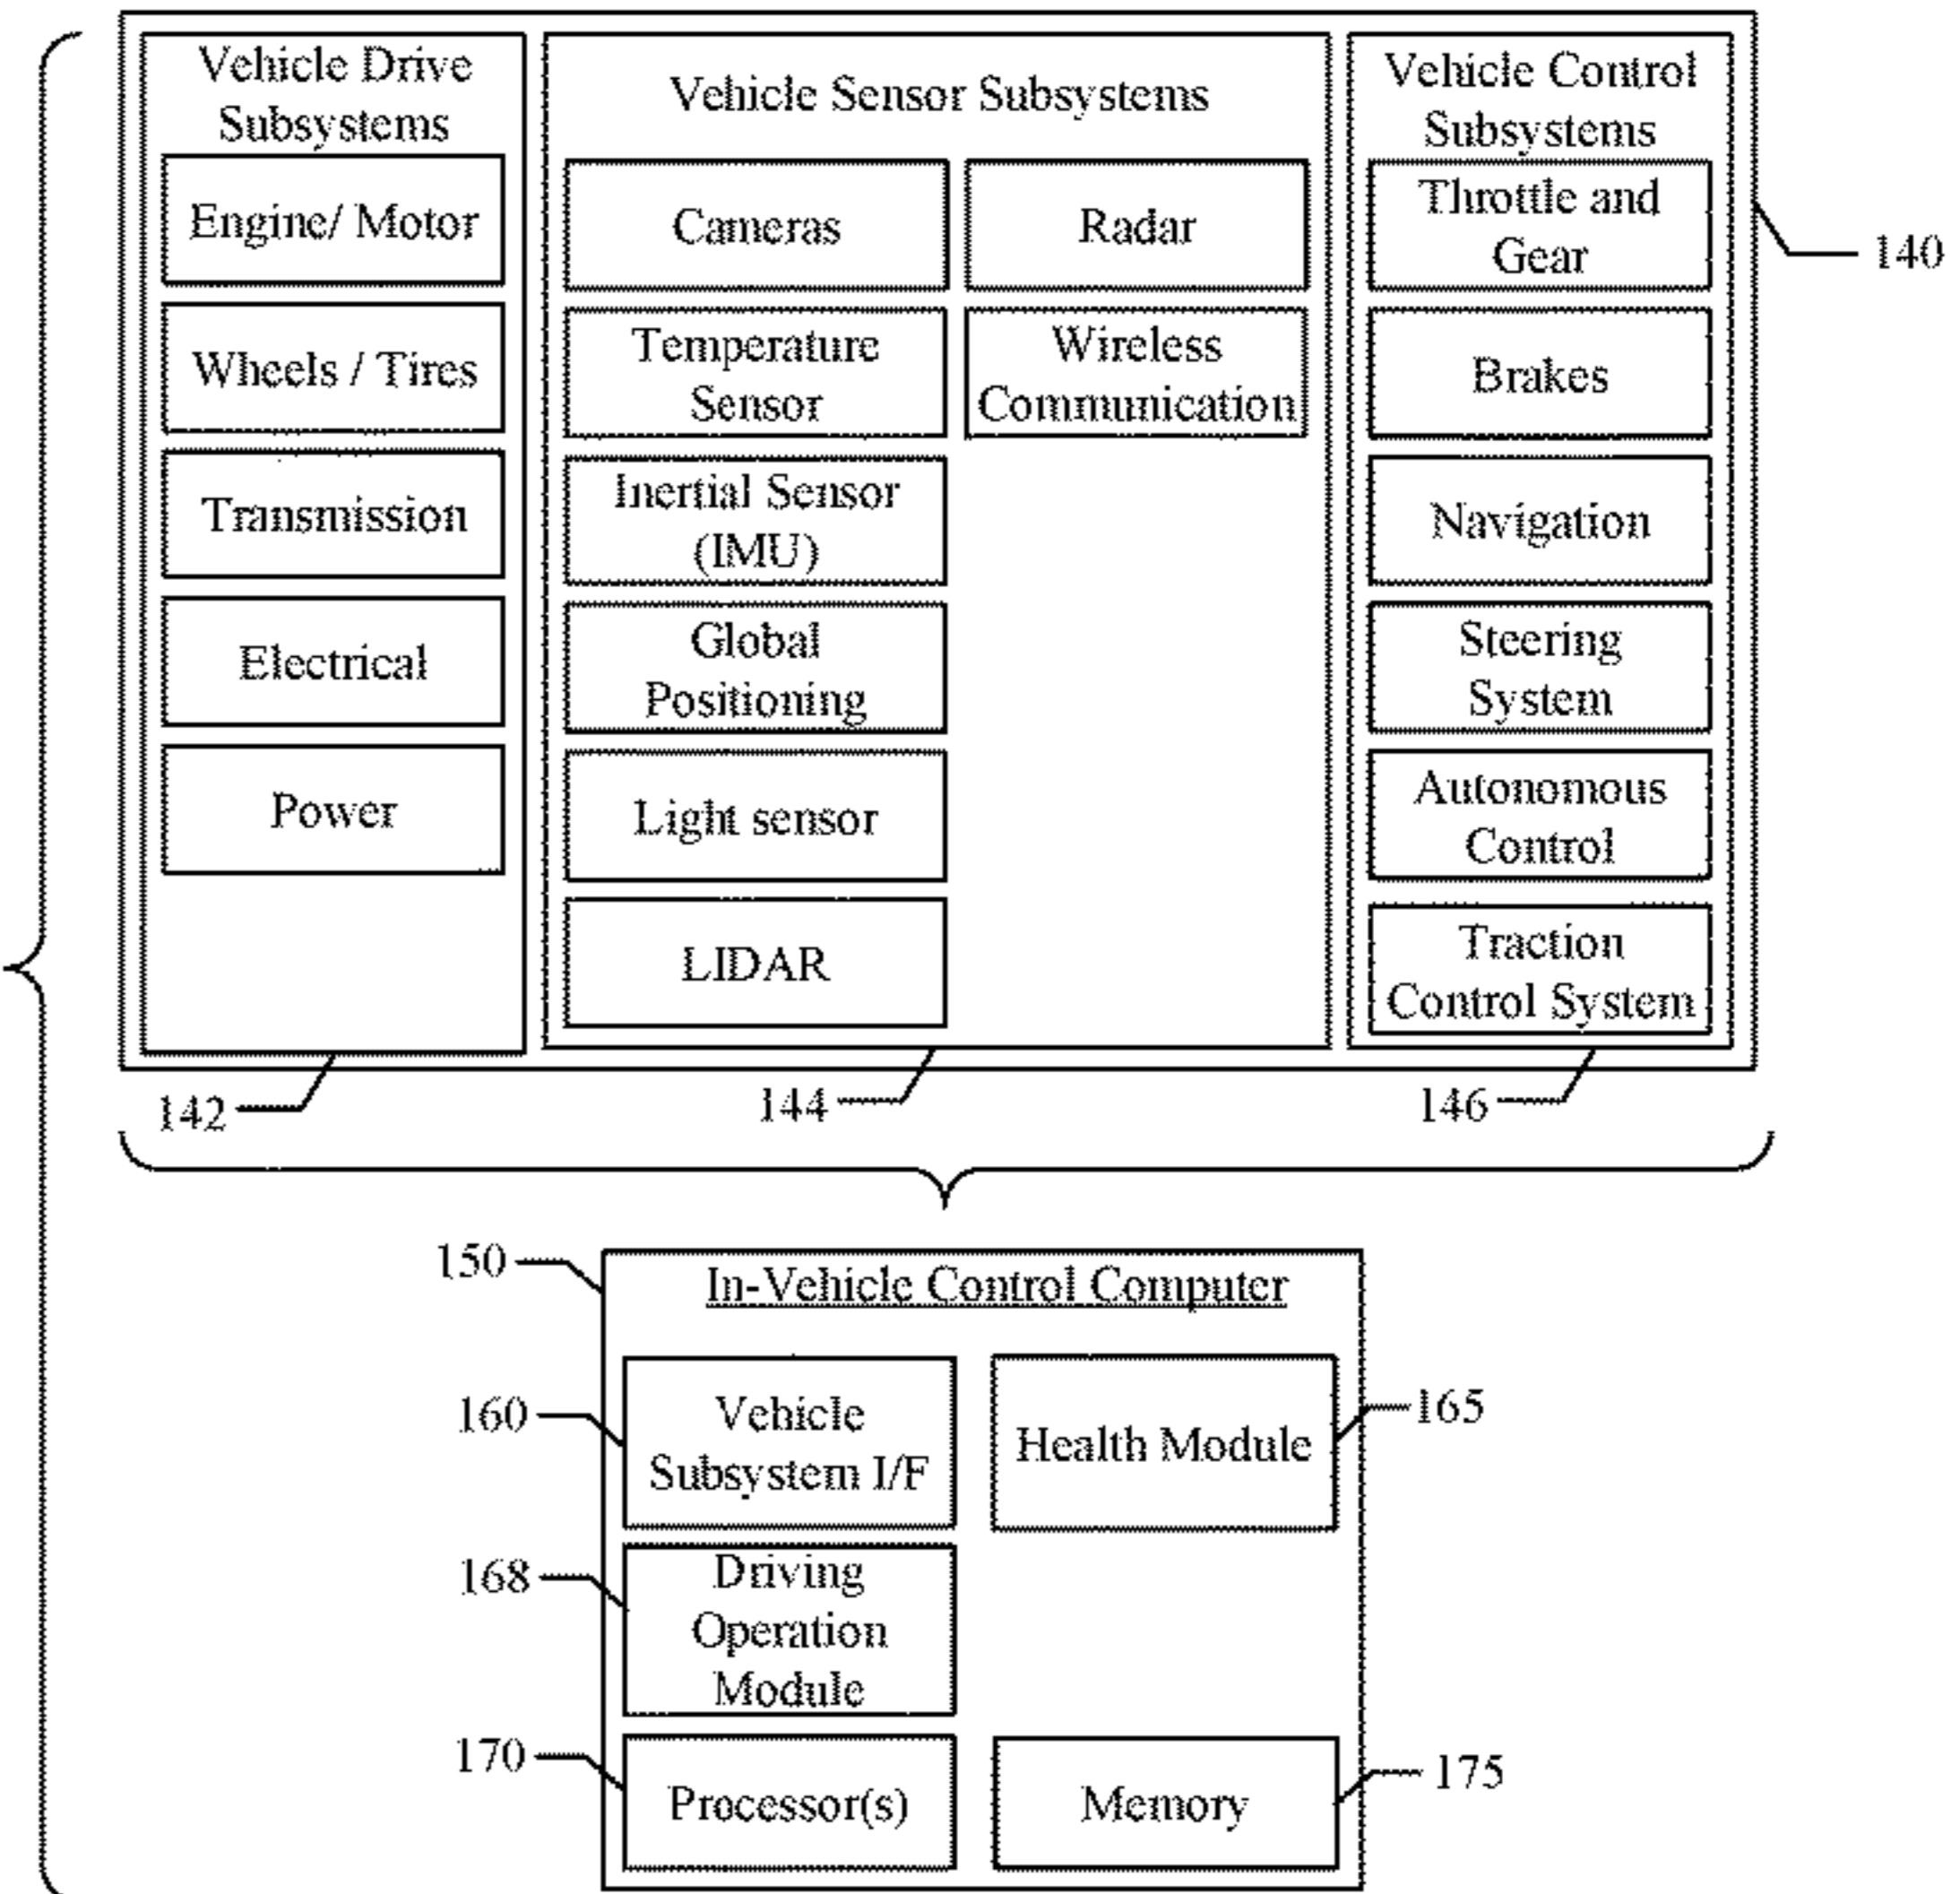 Vehicle Drive
Subsystems
Engine/ Motor
Wheels / Tires
Transmission
Electrical
Power
142
Vehicle Sensor Subsystems
Cameras
Radar
Temperature
Sensor
Wireless
Communication
Inertial Sensor
(IMU)
Global
Positioning
Light sensor
LIDAR
144
Vehicle Control
Subsystems
Throttle and
Gear
Brakes
Navigation
Steering
System
Autonomous
Control
Traction
Control System
146
140
150
In-Vehicle Control Computer
160
Vehicle
Subsystem I/F
Health Module
165
168
Driving
Operation
Module
170
Processor(s)
Memory
175